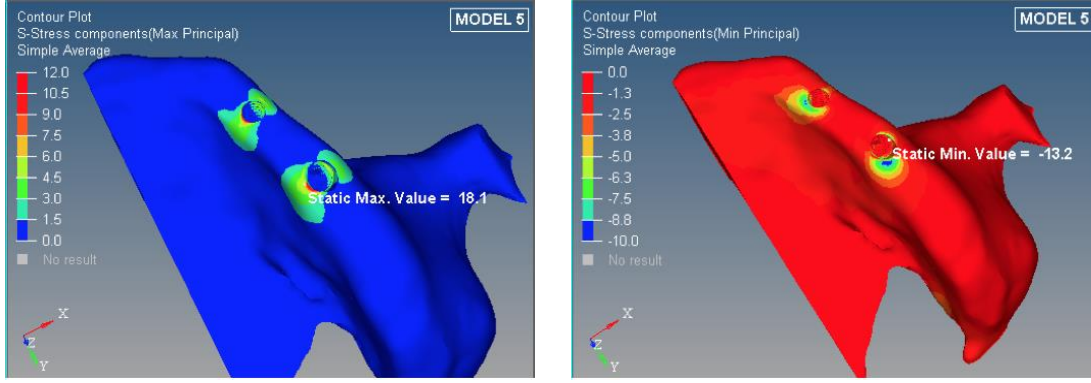 Contour Plot
S-Stress components(Max Principal)
Simple Average
MODEL 5
12.0
10.5
9.0
7.5
6.0
4.5
3.0
1.5
0.0
No result
Static Max. Value = 18.1
X
Z
Y
Contour Plot
S-Stress components(Min Principal)
Simple Average
MODEL 5
0.0
-1.3
-2.5
-3.8
-5.0
-6.3
-7.5
-8.8
-10.0
No result
Static Min. Value = -13.2
X
Z
Y